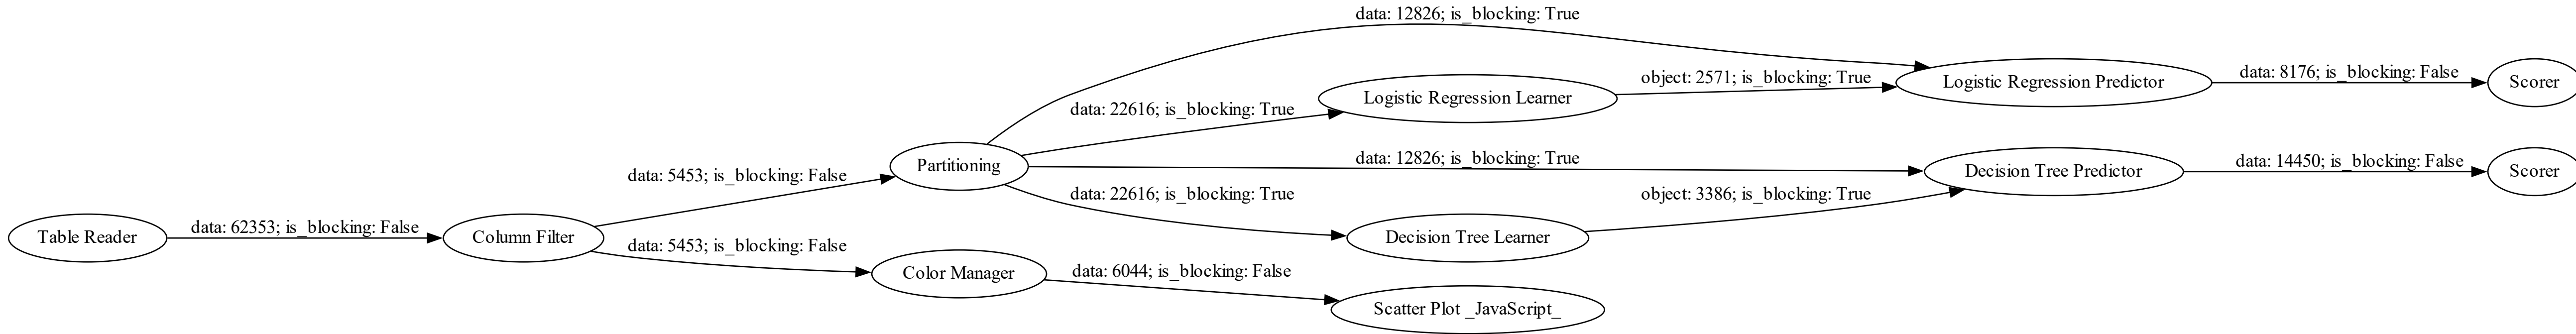 data: 12826; is_blocking: True
object: 2571; is_blocking: True
data: 8176; is_blocking: False
Logistic Regression Predictor
Scorer
Logistic Regression Learner
data: 22616; is_blocking: True
data: 12826; is_blocking: True
data: 14450; is_blocking: False
Partitioning
Decision Tree Predictor
Scorer
data: 5453; is_blocking: False
data: 22616; is_blocking: True
object: 3386; is_blocking: True
data: 62353; is_blocking: False
Table Reader
Column Filter
Decision Tree Learner
data: 5453; is_blocking: False
Color Manager
data: 6044; is_blocking: False
Scatter Plot _JavaScript_